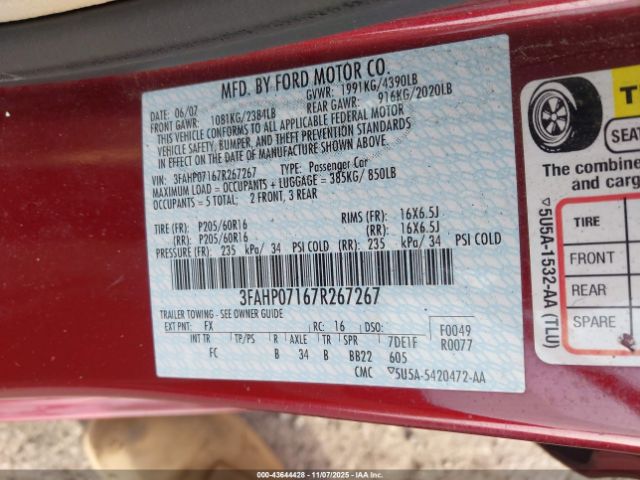 MFD. BY FORD MOTOR CO.
06/07
GVWR: 1991KG/4390LB
FRONT GAWR: 1081KG/2384LB
REAR GAWR: 916KG/2020LB
THIS VEHICLE CONFORMS TO ALL APPLICABLE FEDERAL MOTOR
VEHICLE SAFETY, BUMPER, AND THEFT PREVENTION STANDARDS
IN EFFECT ON THE DATE OF MANUFACTURE SHOWN ABOVE.
VIN: 3FAHP07167R267267 TYPE: Passenger Car
MAXIMUM LOAD = OCCUPANTS + LUGGAGE = 385KG/ 850LB
OCCUPANTS = 5 TOTAL: 2 FRONT, 3 REAR
TIRE (FR): P205/60R16 RIMS (FR): 16X6.5J
(RR): P205/60R16 (RR): 16X6.5J
PRESSURE (FR): 235 kPa/ 34 PSI COLD (RR): 235 kPa/ 34 PSI COLD
3FAHP07167R267267
TRAILER TOWING - SEE OWNER GUIDE
EXT PNT: FX RC: 16 DSO: F0049
INT TR TP/PS R AXLE TR SPR 7DE1F R0077
FC B 34 B BB22 605
CMC ▽5U5A-5420472-AA
T
SEA
The combine
and carg
TIRE
FRONT
REAR
SPARE
▽5U5A-1532-AA (TLU)
000-43644428 - 11/07/2025 - IAAI.COM